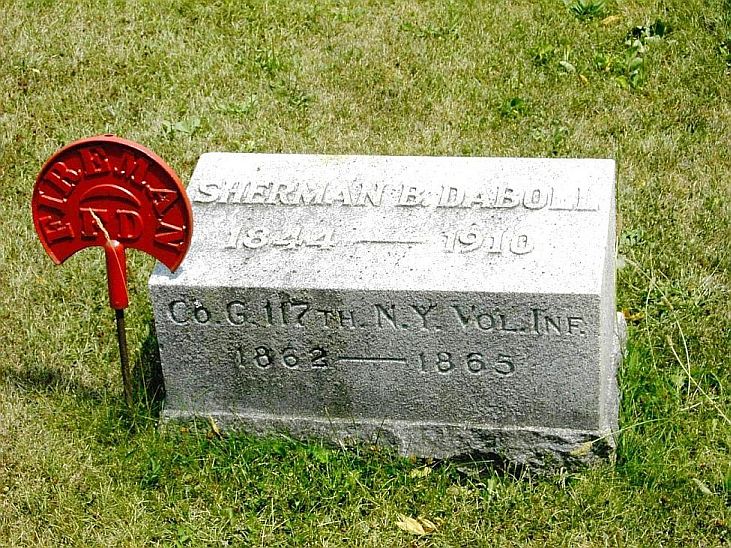 FIREMAN
FD
SHERMAN B. DABOLL
1844 — 1910
CO. G. 117TH. N.Y. VOL. INF.
1862 — 1865